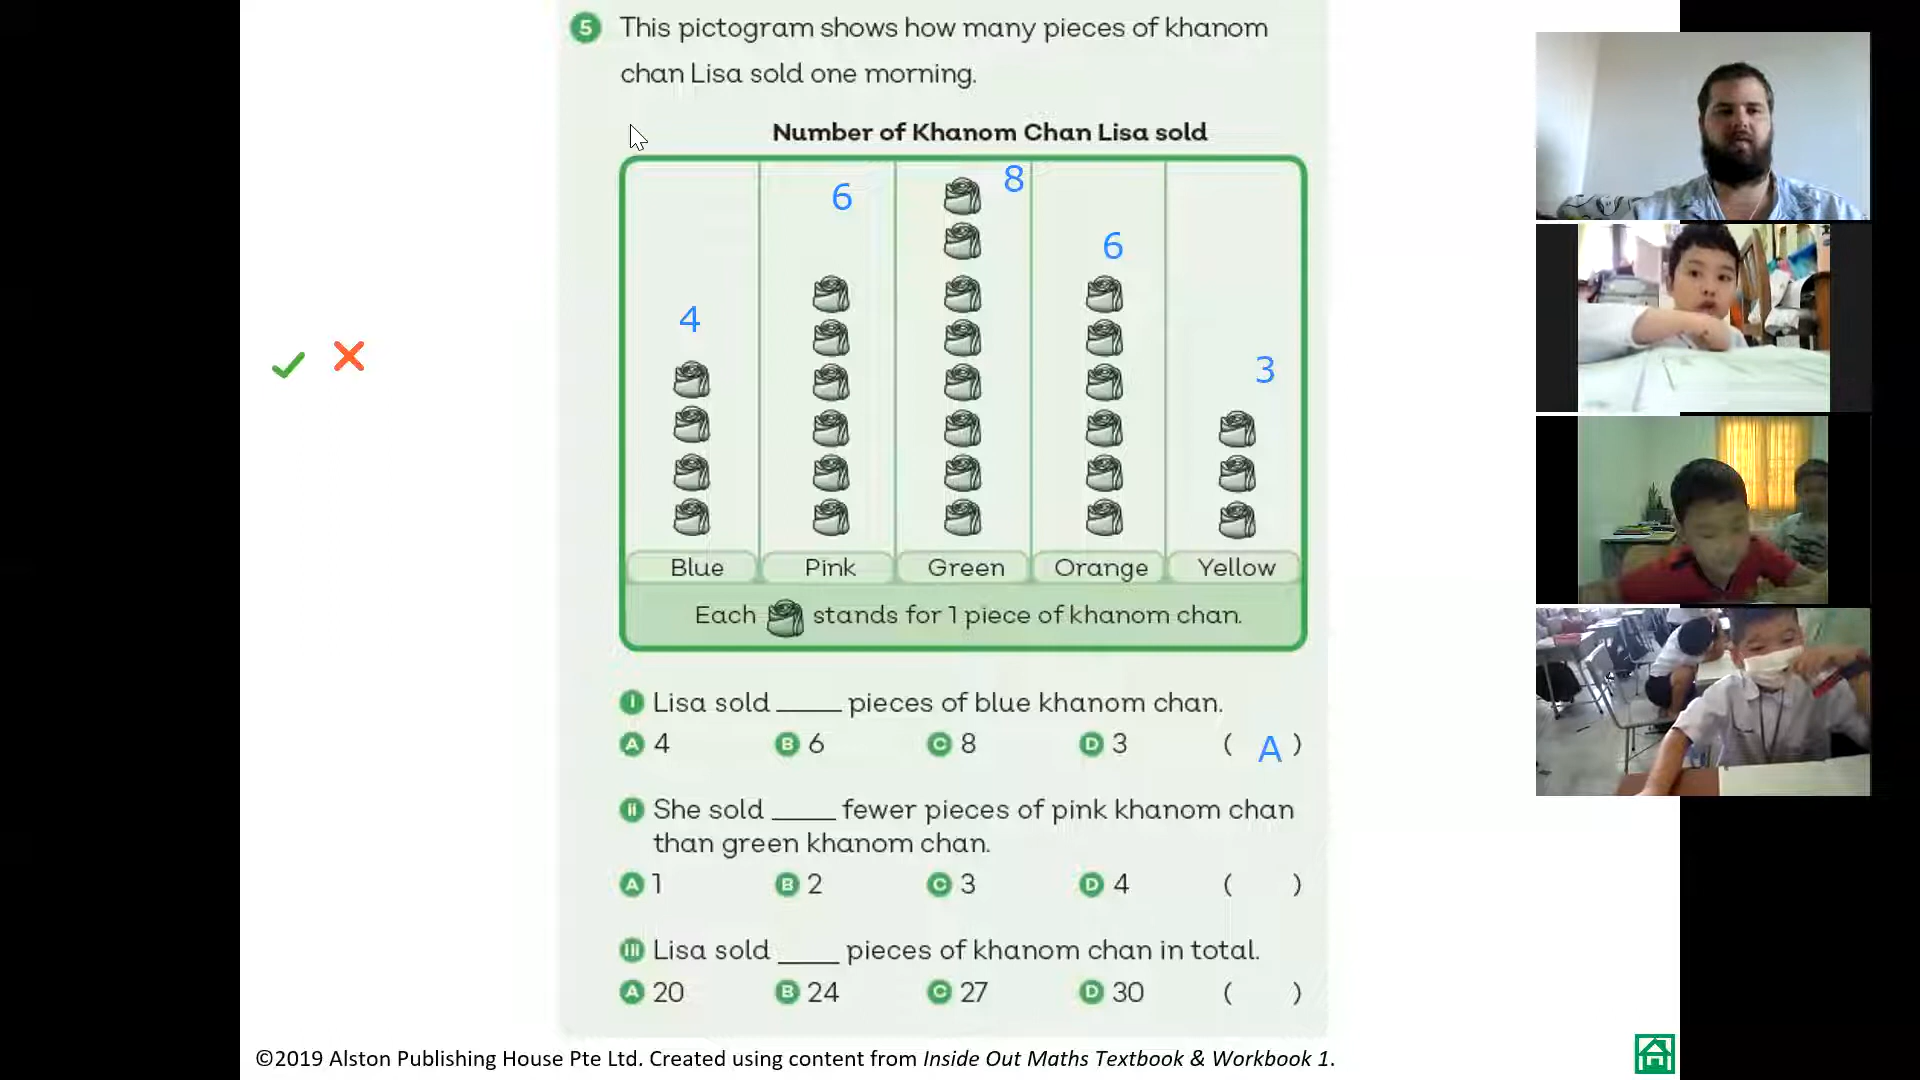 5 This pictogram shows how many pieces of khanom
chan Lisa sold one morning.
Number of Khanom Chan Lisa sold
4 6 8 6 3
Blue Pink Green Orange Yellow
Each stands for 1 piece of khanom chan.
i Lisa sold _____ pieces of blue khanom chan.
A 4 B 6 C 8 D 3 ( A )
ii She sold _____ fewer pieces of pink khanom chan
than green khanom chan.
A 1 B 2 C 3 D 4 ( )
iii Lisa sold _____ pieces of khanom chan in total.
A 20 B 24 C 27 D 30 ( )
©2019 Alston Publishing House Pte Ltd. Created using content from Inside Out Maths Textbook & Workbook 1.